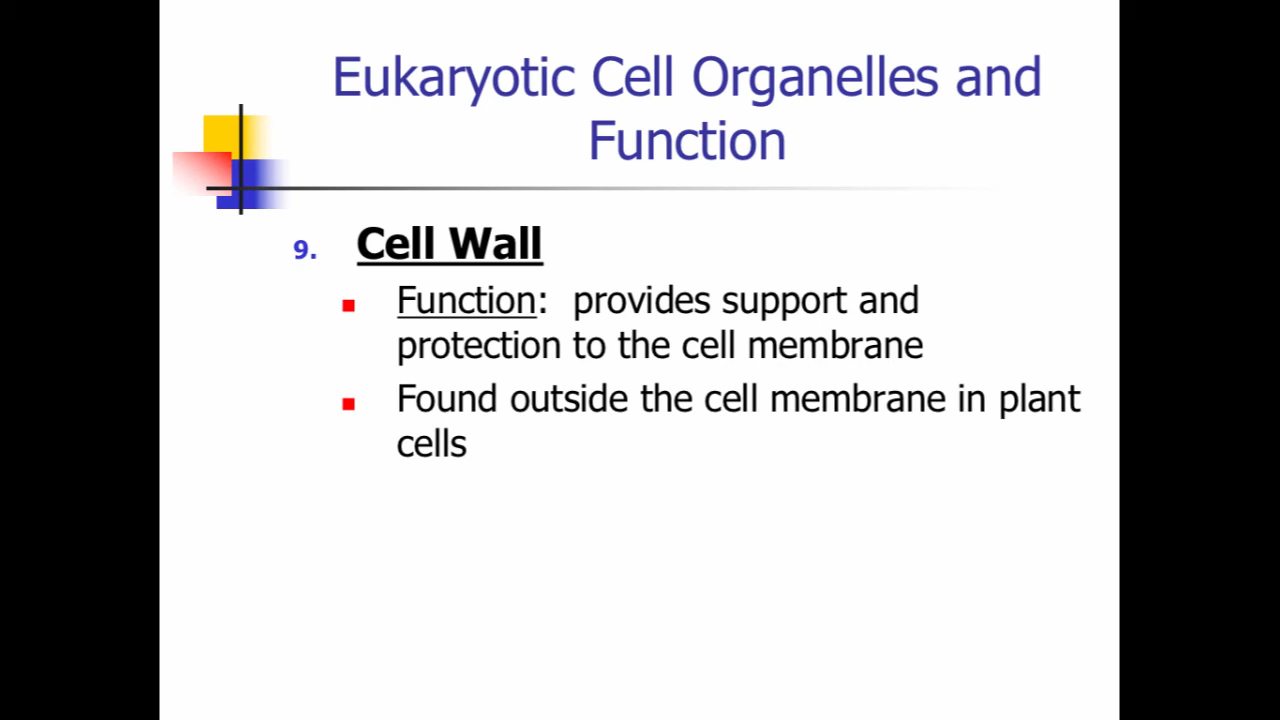 Eukaryotic Cell Organelles and
Function
9. Cell Wall
Function: provides support and
protection to the cell membrane
Found outside the cell membrane in plant
cells